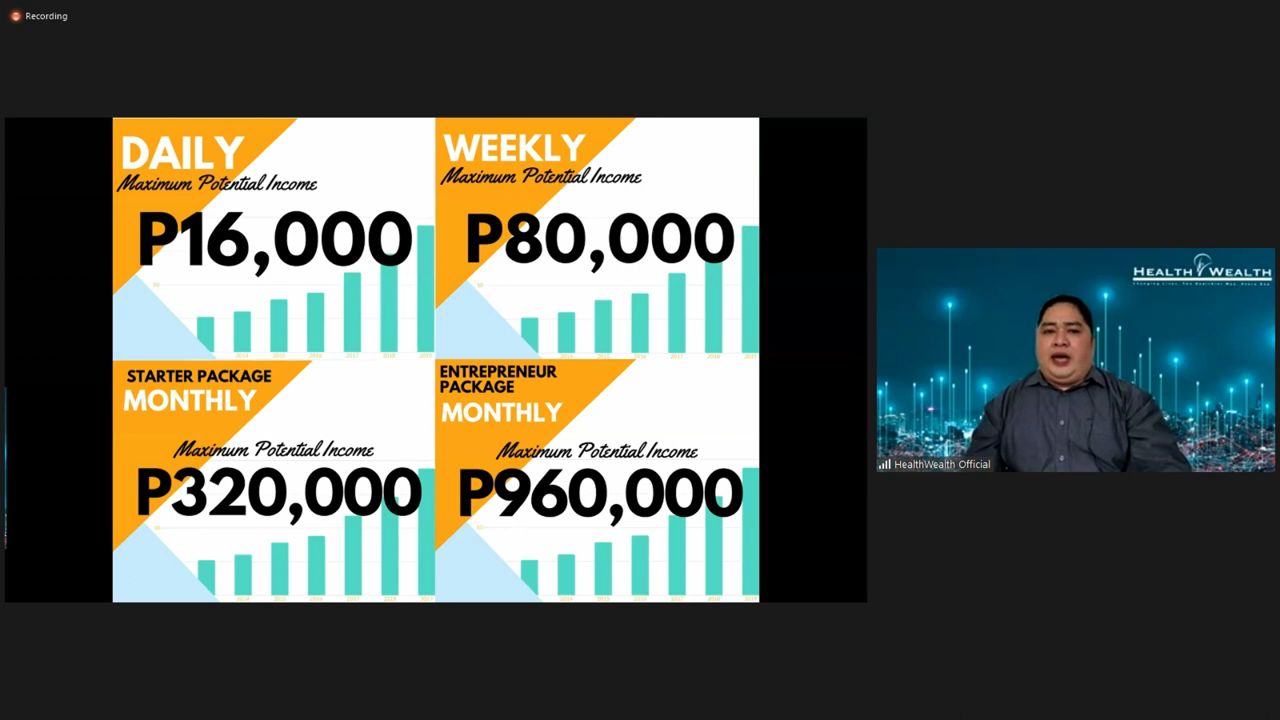 Recording
DAILY
Maximum Potential Income
P16,000
WEEKLY
Maximum Potential Income
P80,000
STARTER PACKAGE
MONTHLY
Maximum Potential Income
P320,000
ENTREPRENEUR
PACKAGE
MONTHLY
Maximum Potential Income
P960,000
HEALTH WEALTH
HealthWealth Official